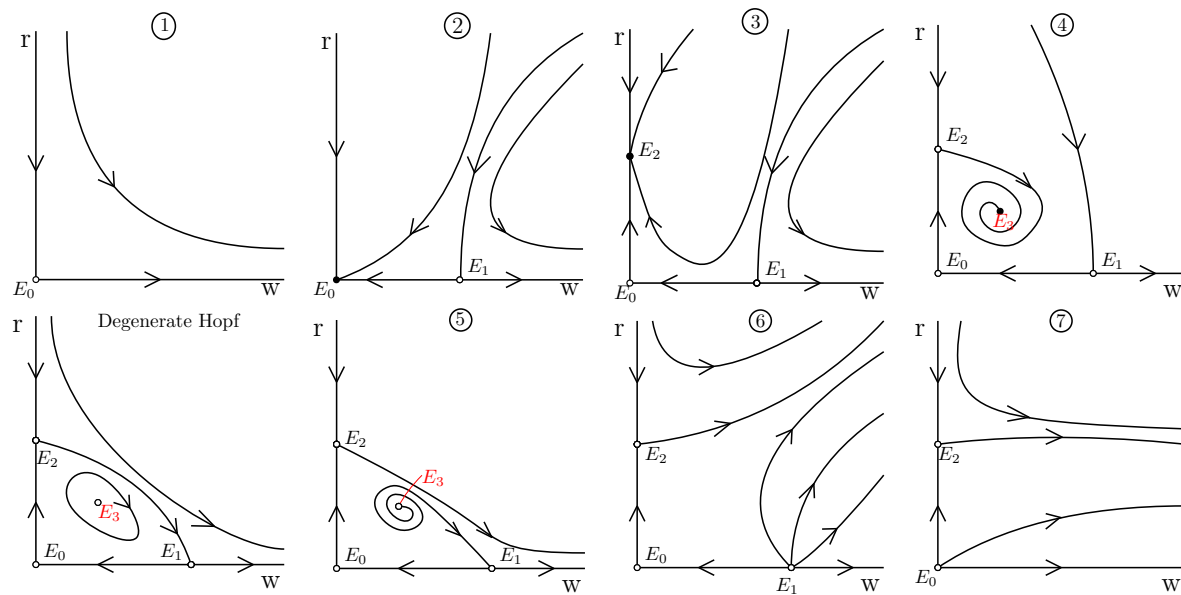 1
r
E₀
w
2
r
E₀
E₁
w
3
r
E₂
E₀
E₁
w
4
r
E₂
E₃
E₀
E₁
w
Degenerate Hopf
r
E₂
E₃
E₀
E₁
w
5
r
E₂
E₃
E₀
E₁
w
6
r
E₂
E₀
E₁
w
7
r
E₂
E₀
w